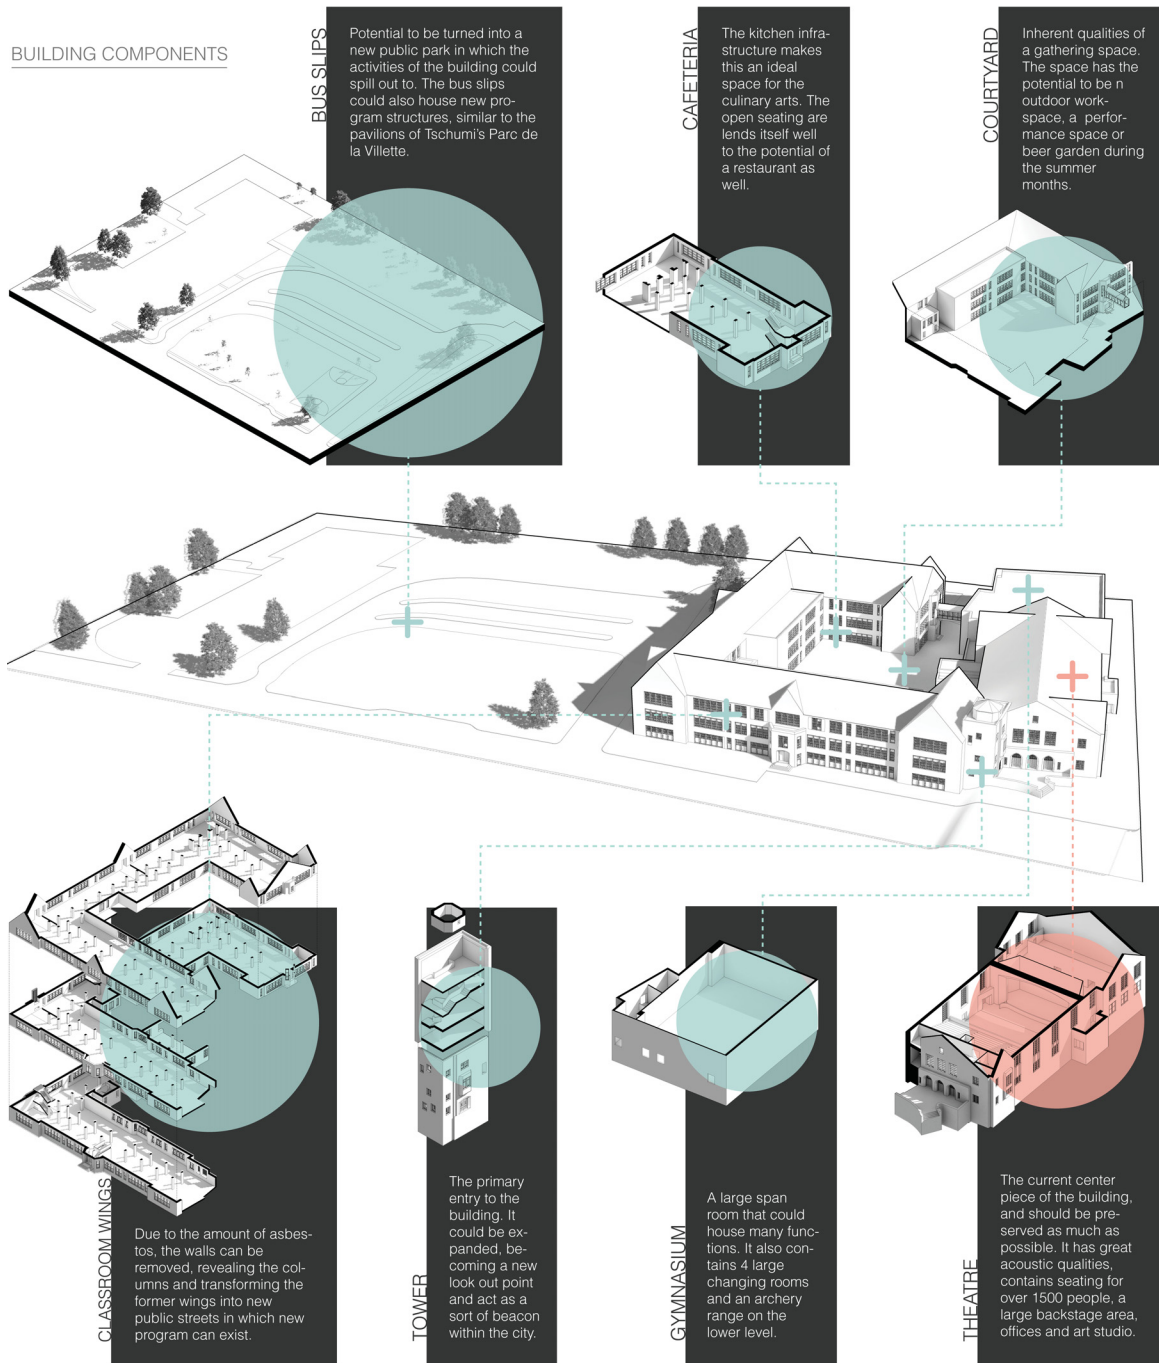 BUILDING COMPONENTS
BUS SLIPS
Potential to be turned into a
new public park in which the
activities of the building could
spill out to. The bus slips
could also house new pro-
gram structures, similar to the
pavilions of Tschumi's Parc de
la Villette.
CAFETERIA
The kitchen infra-
structure makes
this an ideal
space for the
culinary arts. The
open seating are
lends itself well
to the potential of
a restaurant as
well.
COURTYARD
Inherent qualities of
a gathering space.
The space has the
potential to be n
outdoor work-
space, a perfor-
mance space or
beer garden during
the summer
months.
CLASSROOM WINGS
Due to the amount of asbes-
tos, the walls can be
removed, revealing the col-
umns and transforming the
former wings into new
public streets in which new
program can exist.
TOWER
The primary
entry to the
building. It
could be ex-
panded, be-
coming a new
look out point
and act as a
sort of beacon
within the city.
GYMNASIUM
A large span
room that could
house many func-
tions. It also con-
tains 4 large
changing rooms
and an archery
range on the
lower level.
THEATRE
The current center
piece of the building,
and should be pre-
served as much as
possible. It has great
acoustic qualities,
contains seating for
over 1500 people, a
large backstage area,
offices and art studio.